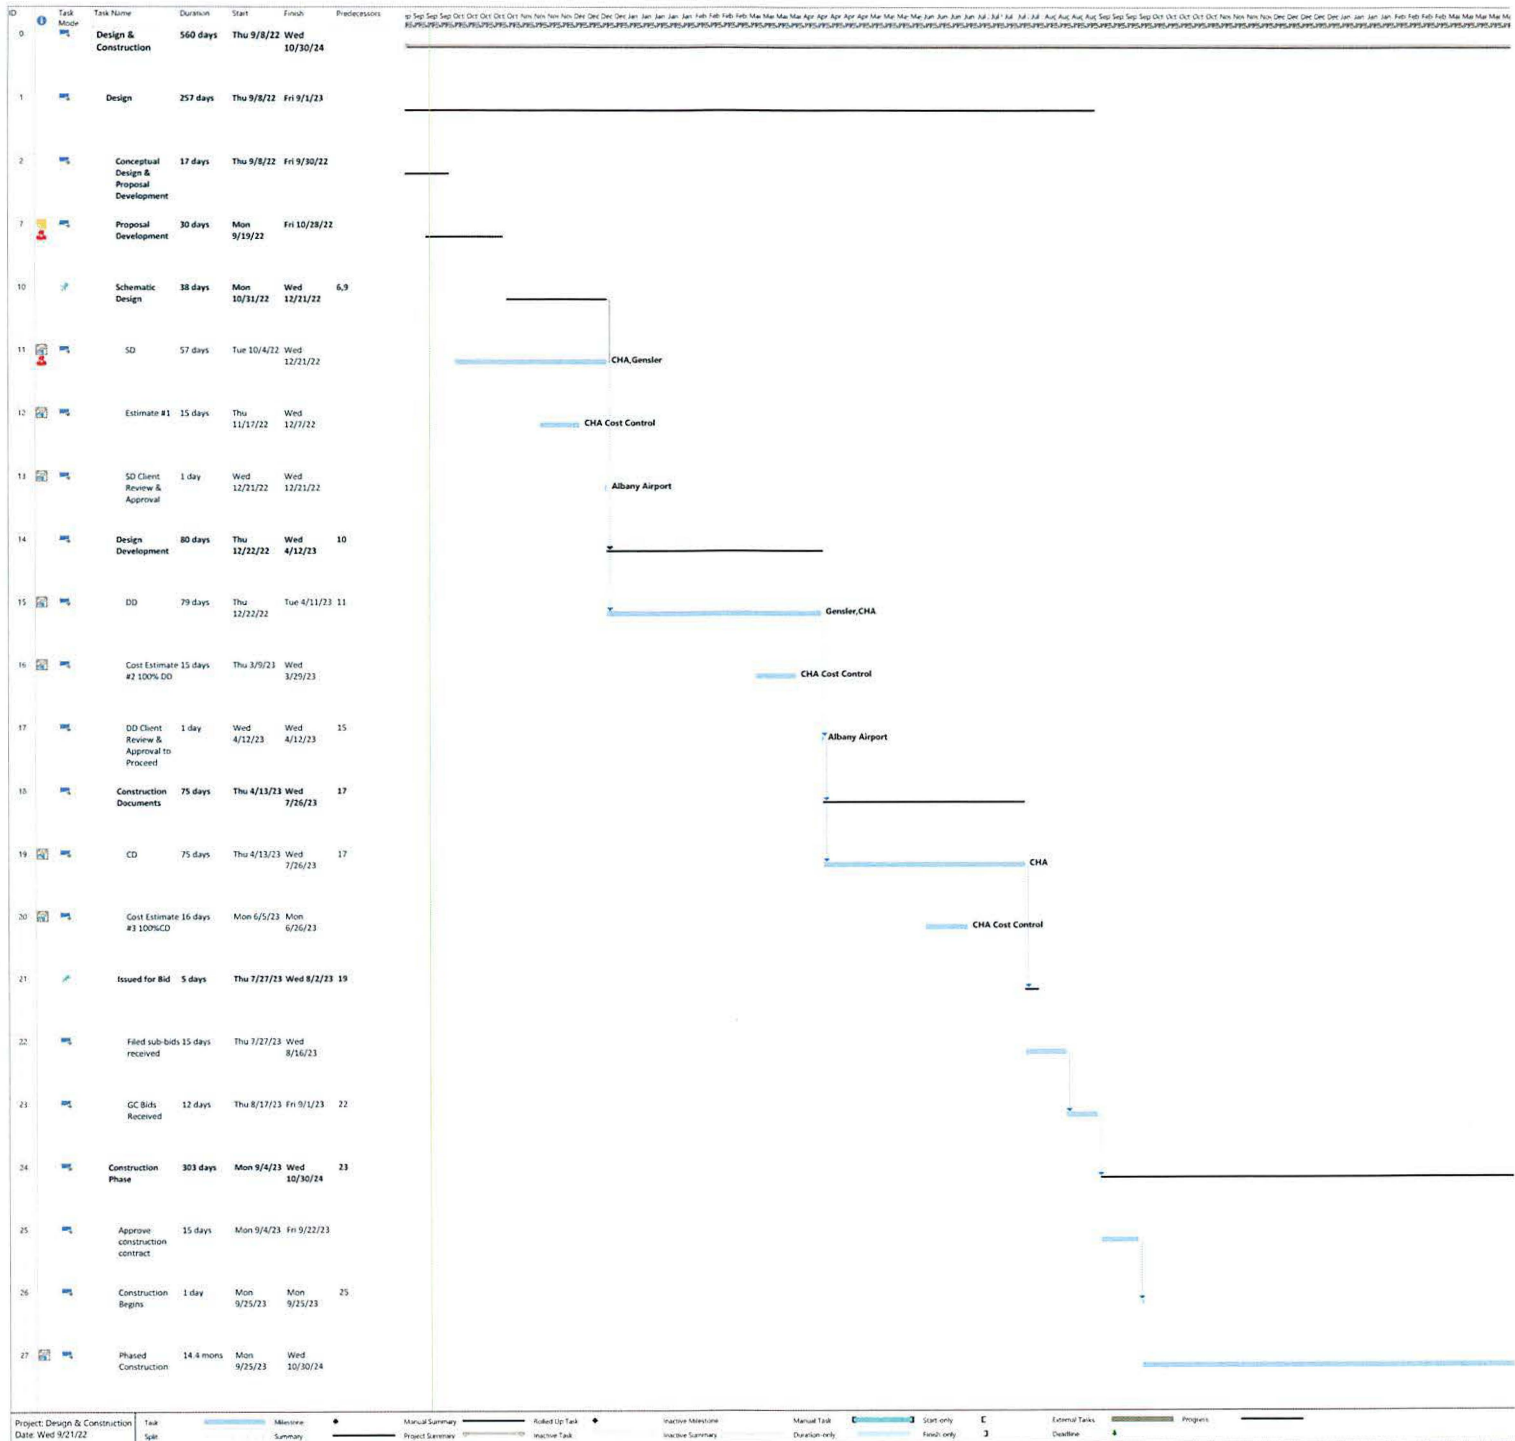 ID Task Mode Task Name Duration Start Finish Predecessors
0 Design & Construction 560 days Thu 9/8/22 Wed 10/30/24
1 Design 257 days Thu 9/8/22 Fri 9/1/23
2 Conceptual Design & Proposal Development 17 days Thu 9/8/22 Fri 9/30/22
7 Proposal Development 30 days Mon 9/19/22 Fri 10/28/22
10 Schematic Design 38 days Mon 10/31/22 Wed 12/21/22 6,9
11 SD 57 days Tue 10/4/22 Wed 12/21/22 CHA,Gensler
12 Estimate #1 15 days Thu 11/17/22 Wed 12/7/22 CHA Cost Control
13 SD Client Review & Approval 1 day Wed 12/21/22 Wed 12/21/22 Albany Airport
14 Design Development 80 days Thu 12/22/22 Wed 4/12/23 10
15 DD 79 days Thu 12/22/22 Tue 4/11/23 11 Gensler,CHA
16 Cost Estimate #2 100% DD 15 days Thu 3/9/23 Wed 3/29/23 CHA Cost Control
17 DD Client Review & Approval to Proceed 1 day Wed 4/12/23 Wed 4/12/23 15 Albany Airport
18 Construction Documents 75 days Thu 4/13/23 Wed 7/26/23 17
19 CD 75 days Thu 4/13/23 Wed 7/26/23 17 CHA
20 Cost Estimate #3 100%CD 16 days Mon 6/5/23 Mon 6/26/23 CHA Cost Control
21 Issued for Bid 5 days Thu 7/27/23 Wed 8/2/23 19
22 Filed sub-bids received 15 days Thu 7/27/23 Wed 8/16/23
23 GC Bids Received 12 days Thu 8/17/23 Fri 9/1/23 22
24 Construction Phase 303 days Mon 9/4/23 Wed 10/30/24 23
25 Approve construction contract 15 days Mon 9/4/23 Fri 9/22/23
26 Construction Begins 1 day Mon 9/25/23 Mon 9/25/23 25
27 Phased Construction 14.4 mons Mon 9/25/23 Wed 10/30/24
Project: Design & Construction
Date: Wed 9/21/22
Task Milestone Manual Summary Rolled Up Task Inactive Milestone Manual Task Start-only External Tasks Progress
Split Summary Project Summary Inactive Task Inactive Summary Duration-only Finish-only Deadline